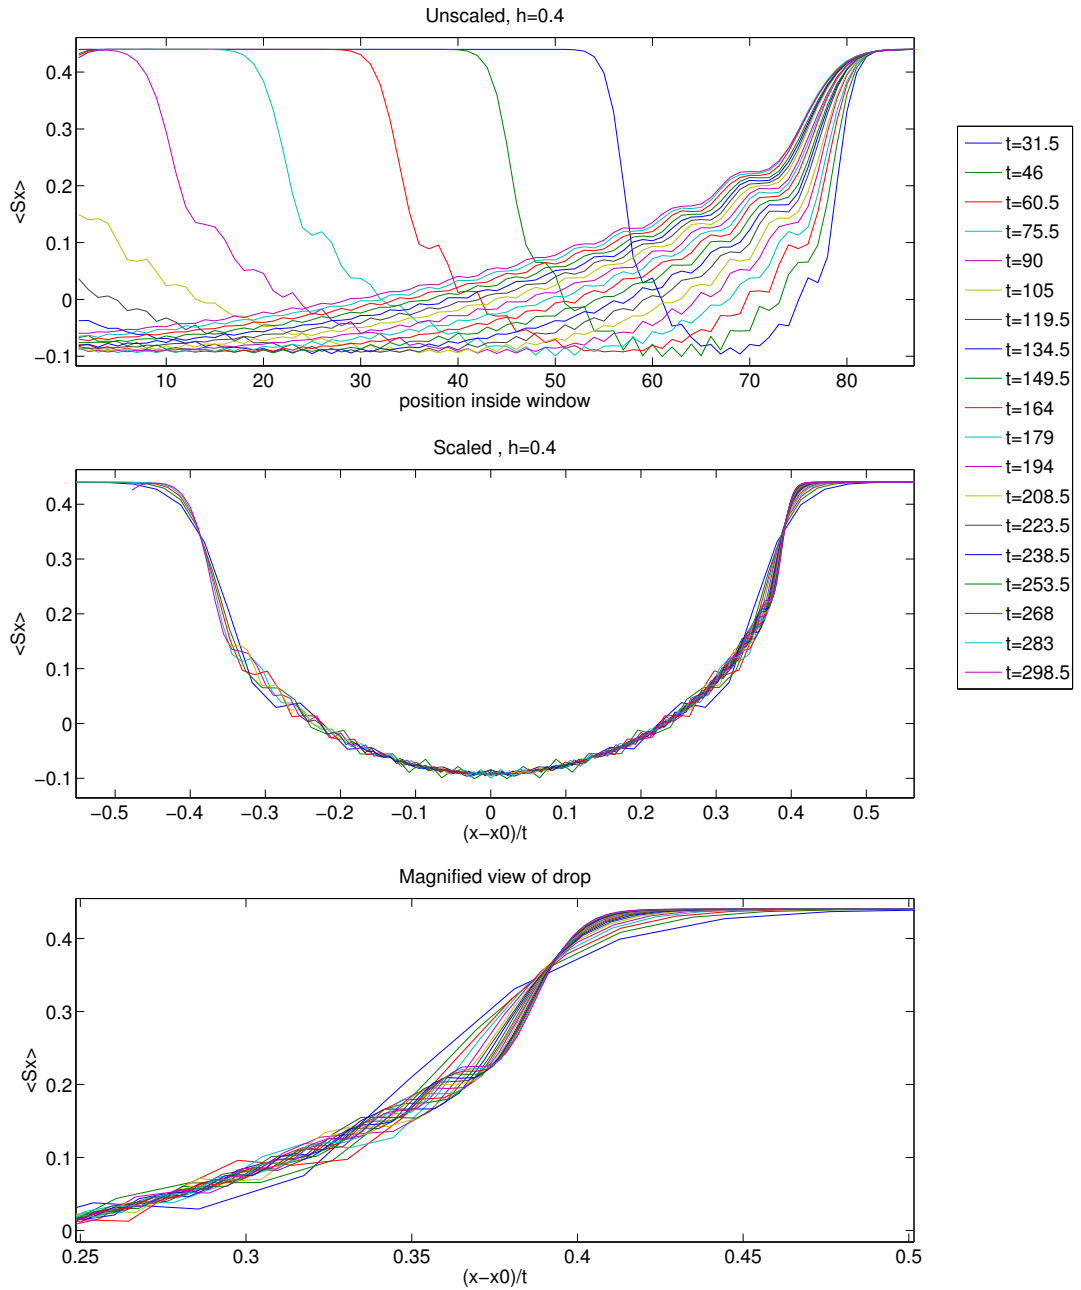 Unscaled, h=0.4
0.4
0.3
0.2
0.1
0
−0.1
<Sx>
10 20 30 40 50 60 70 80
position inside window
t=31.5
t=46
t=60.5
t=75.5
t=90
t=105
t=119.5
t=134.5
t=149.5
t=164
t=179
t=194
t=208.5
t=223.5
t=238.5
t=253.5
t=268
t=283
t=298.5
Scaled , h=0.4
0.4
0.3
0.2
0.1
0
−0.1
<Sx>
−0.5 −0.4 −0.3 −0.2 −0.1 0 0.1 0.2 0.3 0.4 0.5
(x−x0)/t
Magnified view of drop
0.4
0.3
0.2
0.1
0
<Sx>
0.25 0.3 0.35 0.4 0.45 0.5
(x−x0)/t